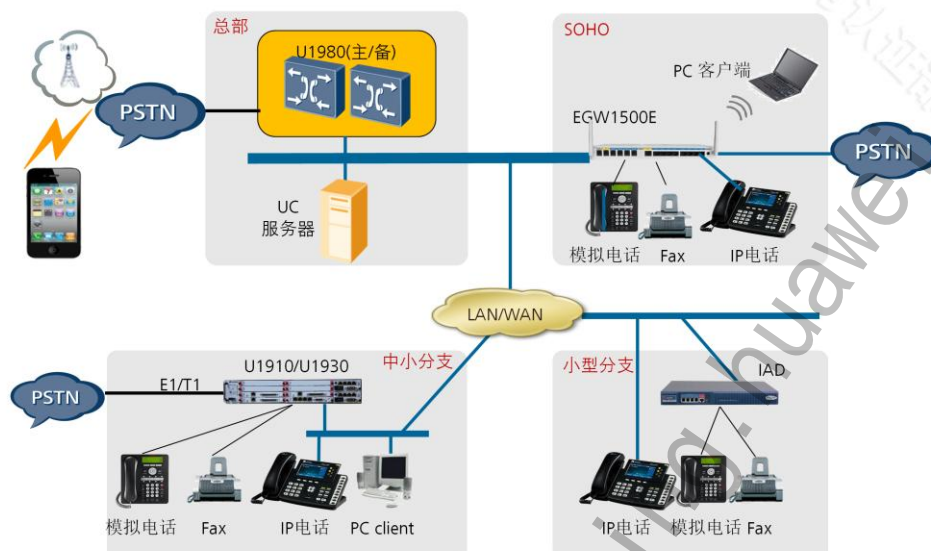 总部
U1980(主/备)
PSTN
UC
服务器
SOHO
PC 客户端
EGW1500E
PSTN
模拟电话
Fax
IP电话
LAN/WAN
中小分支
U1910/U1930
E1/T1
PSTN
模拟电话
Fax
IP电话
PC client
小型分支
IAD
IP电话
模拟电话
Fax